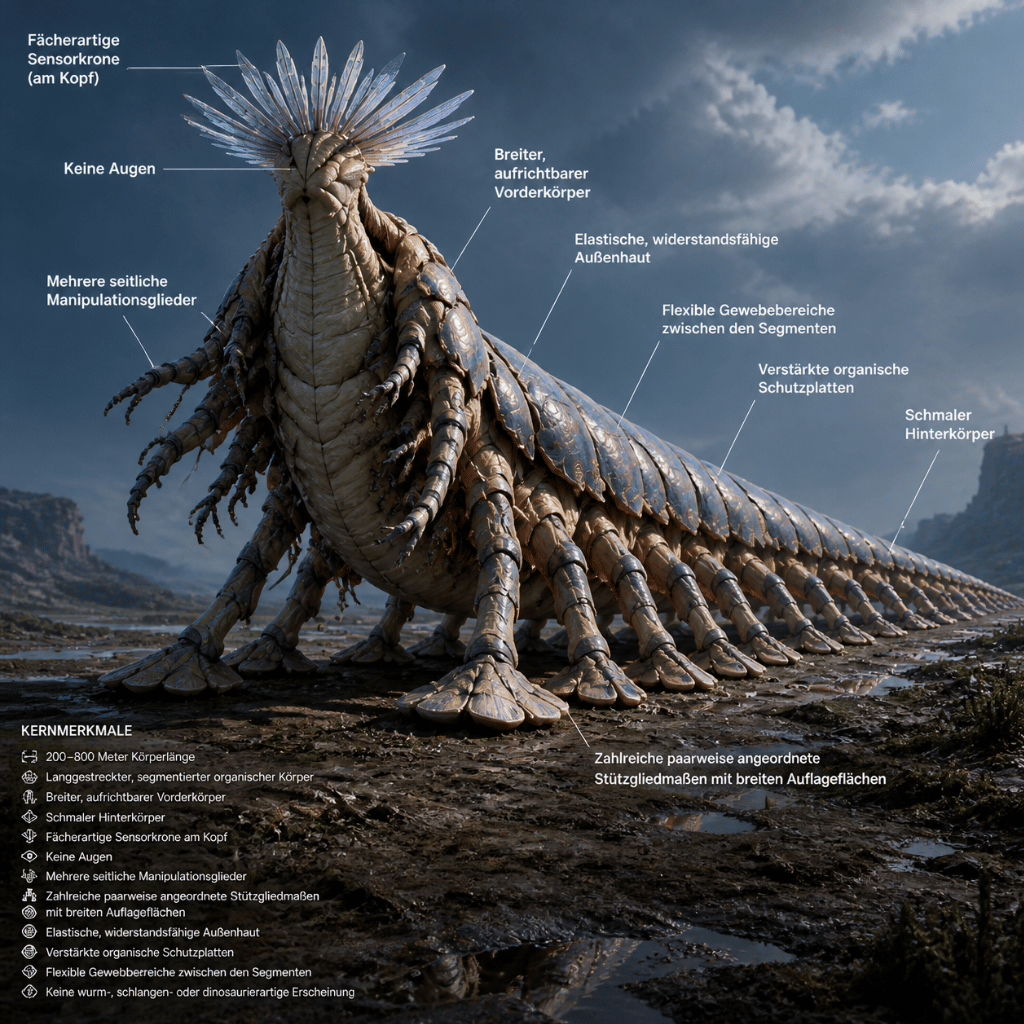 Fächerartige
Sensorkrone
(am Kopf)
Keine Augen
Breiter,
aufrichtbarer
Vorderkörper
Elastische, widerstandsfähige
Außenhaut
Mehrere seitliche
Manipulationsglieder
Flexible Gewebebereiche
zwischen den Segmenten
Verstärkte organische
Schutzplatten
Schmaler
Hinterkörper
Zahlreiche paarweise angeordnete
Stützgliedmaßen mit breiten Auflageflächen
KERNMERKMALE
200–800 Meter Körperlänge
Langgestreckter, segmentierter organischer Körper
Breiter, aufrichtbarer Vorderkörper
Schmaler Hinterkörper
Fächerartige Sensorkrone am Kopf
Keine Augen
Mehrere seitliche Manipulationsglieder
Zahlreiche paarweise angeordnete Stützgliedmaßen
mit breiten Auflageflächen
Elastische, widerstandsfähige Außenhaut
Verstärkte organische Schutzplatten
Flexible Gewebbereiche zwischen den Segmenten
Keine wurm-, schlangen- oder dinosaurierartige Erscheinung